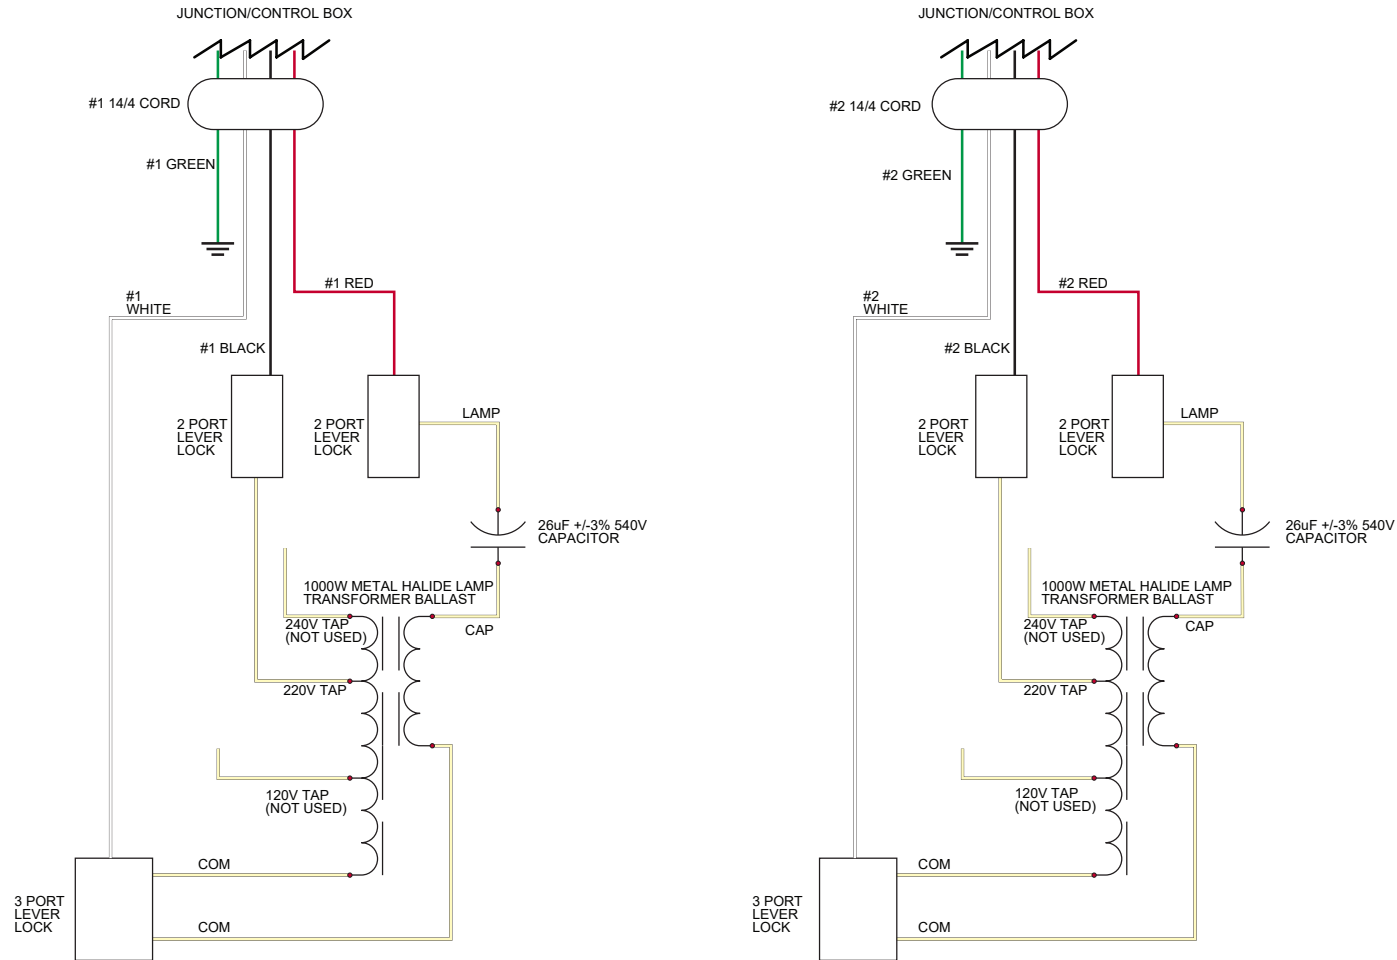 JUNCTION/CONTROL BOX
#1 14/4 CORD
#1 GREEN
#1 RED
#1
WHITE
#1 BLACK
2 PORT
LEVER
LOCK
2 PORT
LEVER
LOCK
LAMP
26uF +/-3% 540V
CAPACITOR
1000W METAL HALIDE LAMP
TRANSFORMER BALLAST
240V TAP
(NOT USED)
CAP
220V TAP
120V TAP
(NOT USED)
COM
3 PORT
LEVER
LOCK
COM
JUNCTION/CONTROL BOX
#2 14/4 CORD
#2 GREEN
#2 RED
#2
WHITE
#2 BLACK
2 PORT
LEVER
LOCK
2 PORT
LEVER
LOCK
LAMP
26uF +/-3% 540V
CAPACITOR
1000W METAL HALIDE LAMP
TRANSFORMER BALLAST
240V TAP
(NOT USED)
CAP
220V TAP
120V TAP
(NOT USED)
COM
3 PORT
LEVER
LOCK
COM